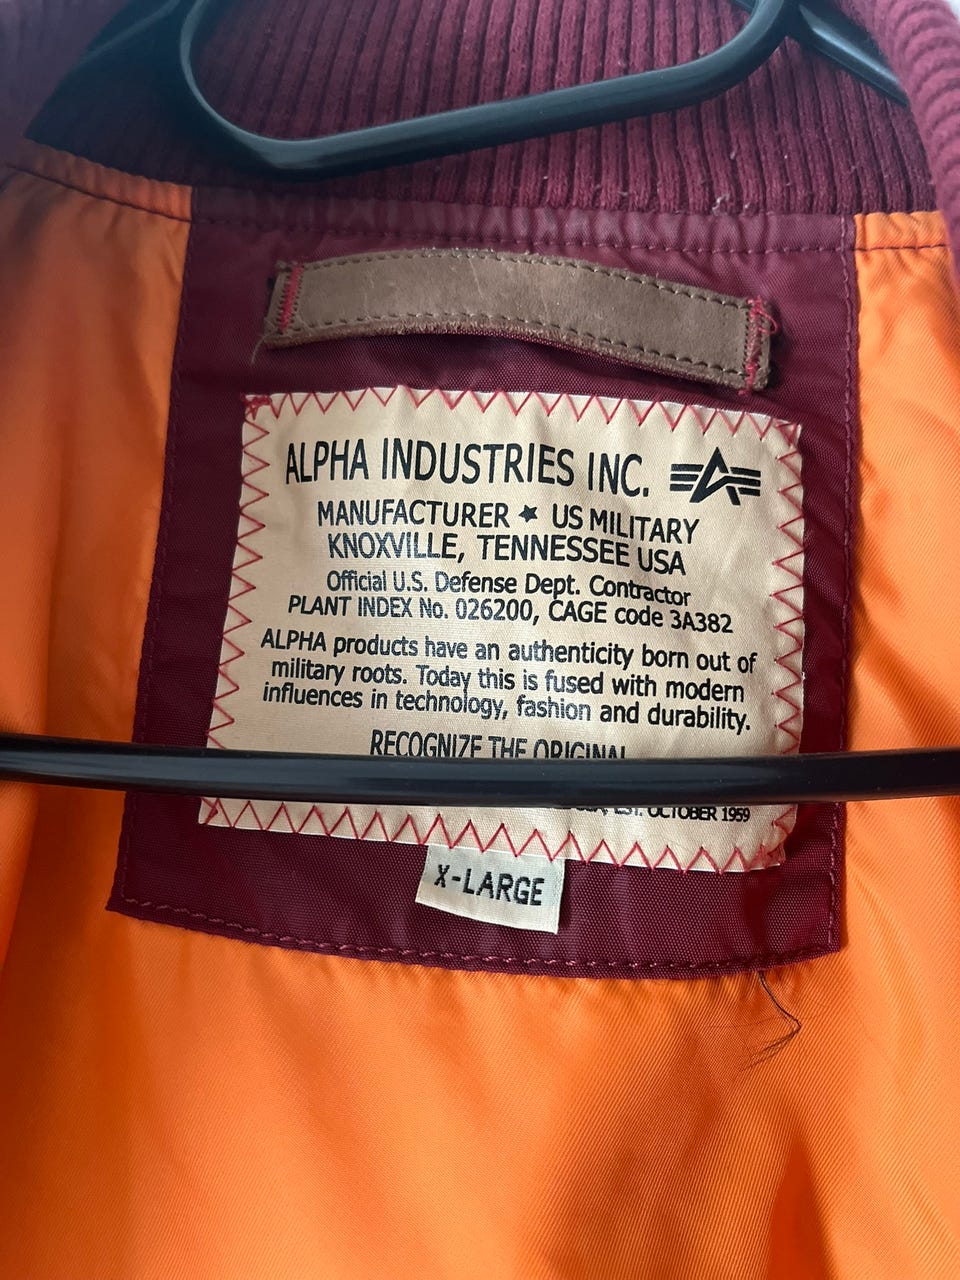 ALPHA INDUSTRIES INC.
MANUFACTURER ★ US MILITARY
KNOXVILLE, TENNESSEE USA
Official U.S. Defense Dept. Contractor
PLANT INDEX No. 026200, CAGE code 3A382
ALPHA products have an authenticity born out of
military roots. Today this is fused with modern
influences in technology, fashion and durability.
RECOGNIZE THE ORIGINAL
EST. OCTOBER 1959
X-LARGE